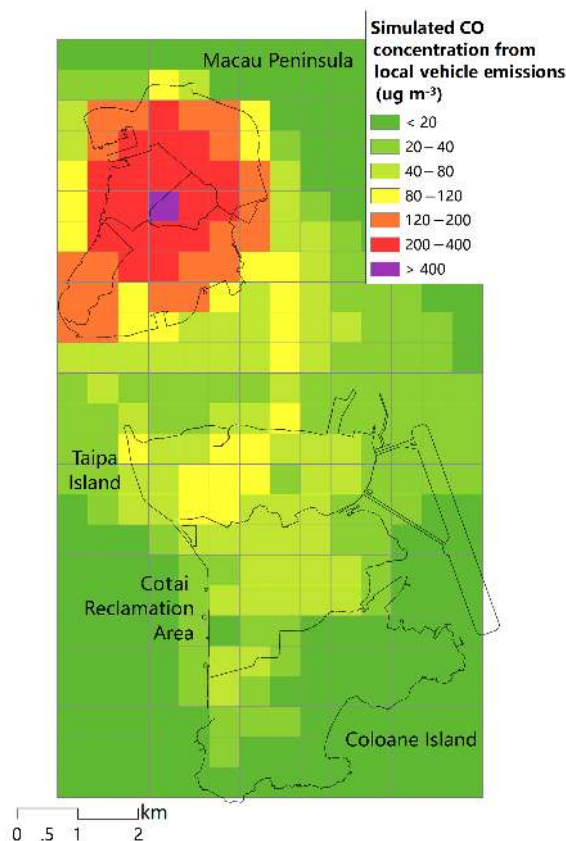 Simulated CO
concentration from
local vehicle emissions
(ug m⁻³)
Macau Peninsula
< 20
20–40
40–80
80–120
120–200
200–400
> 400
Taipa
Island
Cotai
Reclamation
Area
Coloane Island
km
0 .5 1 2